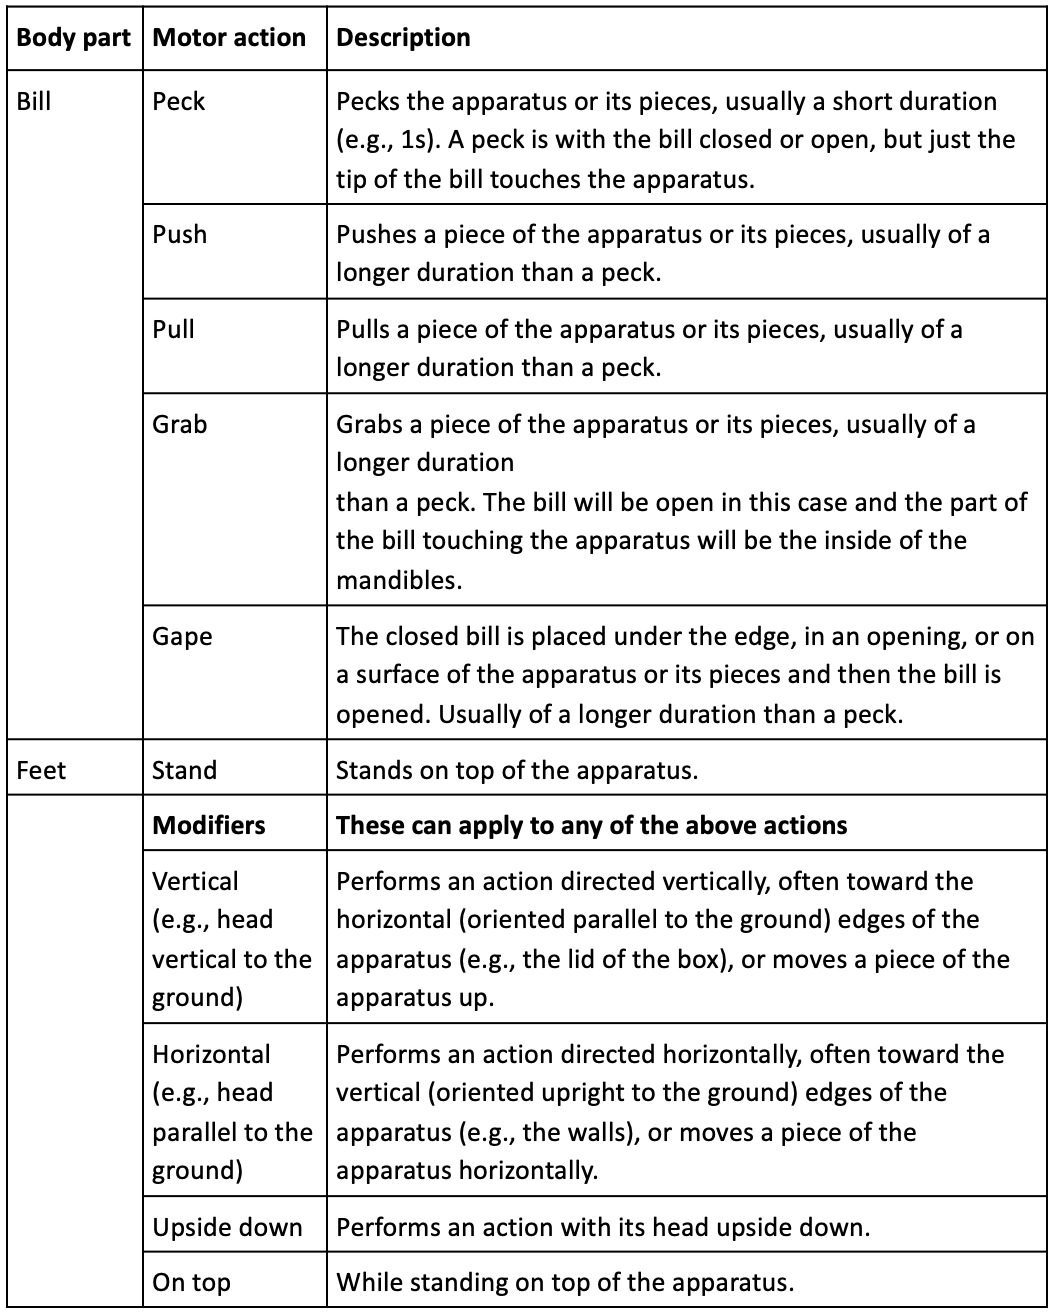 Body part Motor action Description
Bill Peck Pecks the apparatus or its pieces, usually a short duration
(e.g., 1s). A peck is with the bill closed or open, but just the
tip of the bill touches the apparatus.
Push Pushes a piece of the apparatus or its pieces, usually of a
longer duration than a peck.
Pull Pulls a piece of the apparatus or its pieces, usually of a
longer duration than a peck.
Grab Grabs a piece of the apparatus or its pieces, usually of a
longer duration
than a peck. The bill will be open in this case and the part of
the bill touching the apparatus will be the inside of the
mandibles.
Gape The closed bill is placed under the edge, in an opening, or on
a surface of the apparatus or its pieces and then the bill is
opened. Usually of a longer duration than a peck.
Feet Stand Stands on top of the apparatus.
Modifiers These can apply to any of the above actions
Vertical Performs an action directed vertically, often toward the
(e.g., head horizontal (oriented parallel to the ground) edges of the
vertical to the apparatus (e.g., the lid of the box), or moves a piece of the
ground) apparatus up.
Horizontal Performs an action directed horizontally, often toward the
(e.g., head vertical (oriented upright to the ground) edges of the
parallel to the apparatus (e.g., the walls), or moves a piece of the
ground) apparatus horizontally.
Upside down Performs an action with its head upside down.
On top While standing on top of the apparatus.